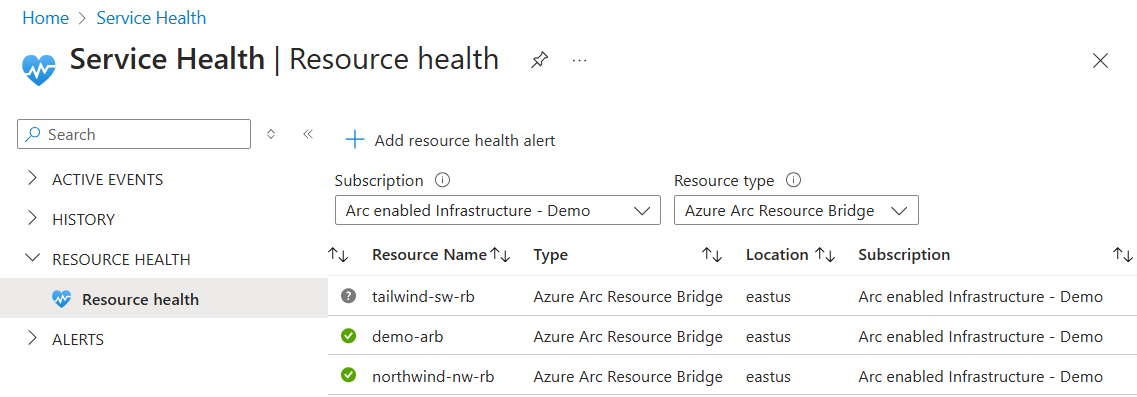 Home > Service Health
Service Health | Resource health ...
Search
+ Add resource health alert
ACTIVE EVENTS
HISTORY
RESOURCE HEALTH
Resource health
ALERTS
Subscription
Resource type
Arc enabled Infrastructure - Demo
Azure Arc Resource Bridge
Resource Name Type Location Subscription
? tailwind-sw-rb Azure Arc Resource Bridge eastus Arc enabled Infrastructure - Demo
demo-arb Azure Arc Resource Bridge eastus Arc enabled Infrastructure - Demo
northwind-nw-rb Azure Arc Resource Bridge eastus Arc enabled Infrastructure - Demo